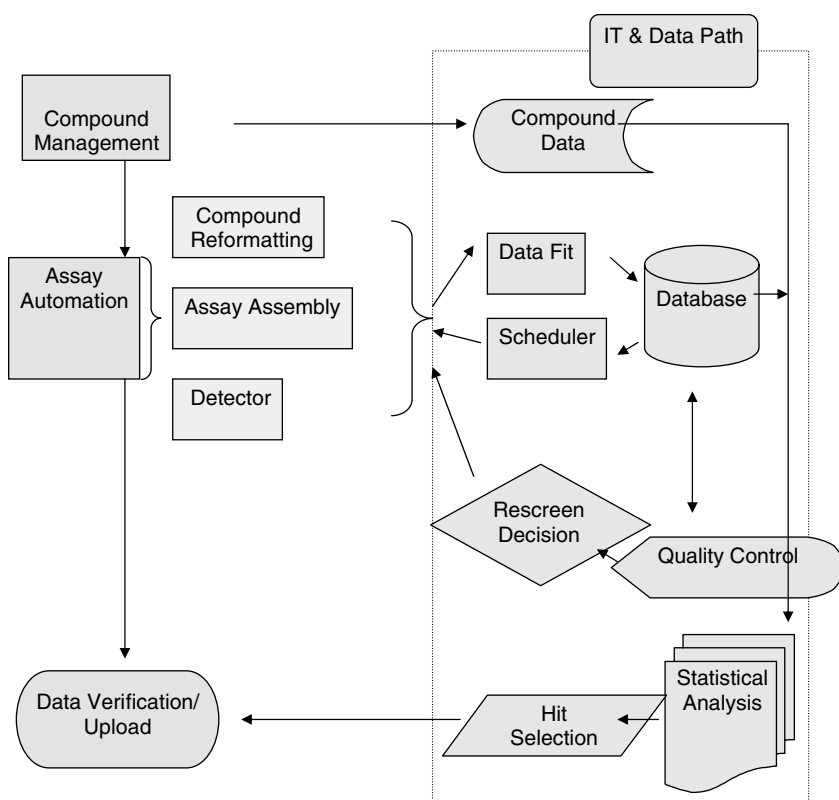 IT & Data Path
Compound
Management
Compound
Data
Compound
Reformatting
Assay
Automation
Assay Assembly
Detector
Data Fit
Database
Scheduler
Rescreen
Decision
Quality Control
Data Verification/
Upload
Hit
Selection
Statistical
Analysis